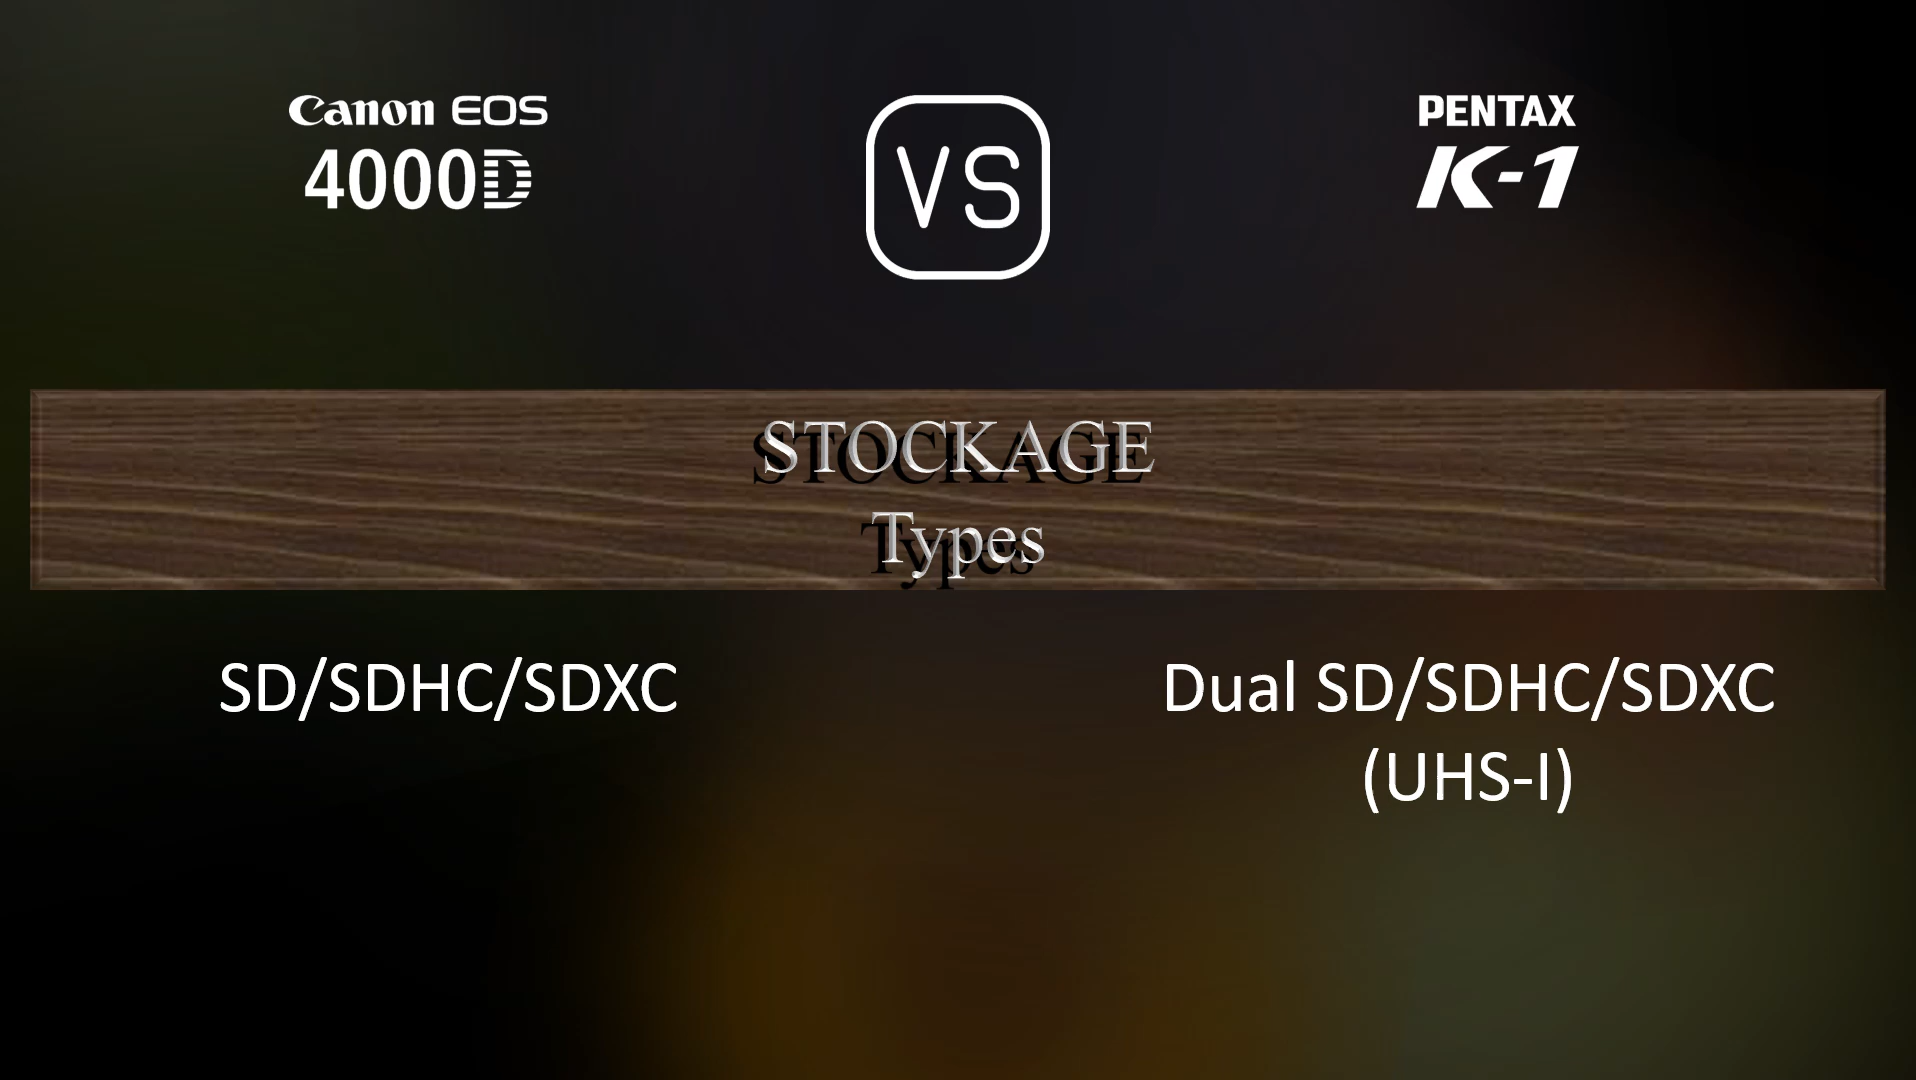 Canon EOS
4000D
VS
PENTAX
K-1
STOCKAGE
Types
SD/SDHC/SDXC
Dual SD/SDHC/SDXC
(UHS-I)